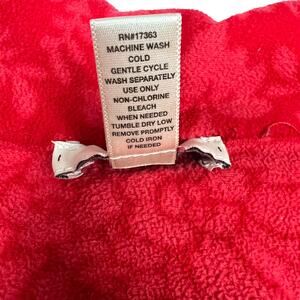 RN#17363
MACHINE WASH
COLD
GENTLE CYCLE
WASH SEPARATELY
USE ONLY
NON-CHLORINE
BLEACH
WHEN NEEDED
TUMBLE DRY LOW
REMOVE PROMPTLY
COLD IRON
IF NEEDED